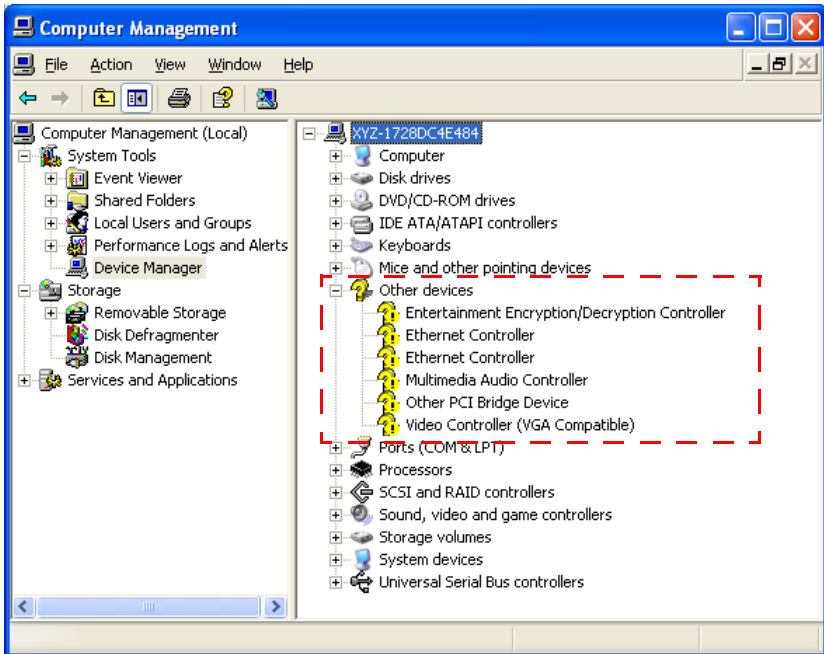 Computer Management
File Action View Window Help
Computer Management (Local)
System Tools
Event Viewer
Shared Folders
Local Users and Groups
Performance Logs and Alerts
Device Manager
Storage
Removable Storage
Disk Defragmenter
Disk Management
Services and Applications
XYZ-1728DC4E484
Computer
Disk drives
DVD/CD-ROM drives
IDE ATA/ATAPI controllers
Keyboards
Mice and other pointing devices
Other devices
Entertainment Encryption/Decryption Controller
Ethernet Controller
Ethernet Controller
Multimedia Audio Controller
Other PCI Bridge Device
Video Controller (VGA Compatible)
Ports (COM & LPT)
Processors
SCSI and RAID controllers
Sound, video and game controllers
Storage volumes
System devices
Universal Serial Bus controllers